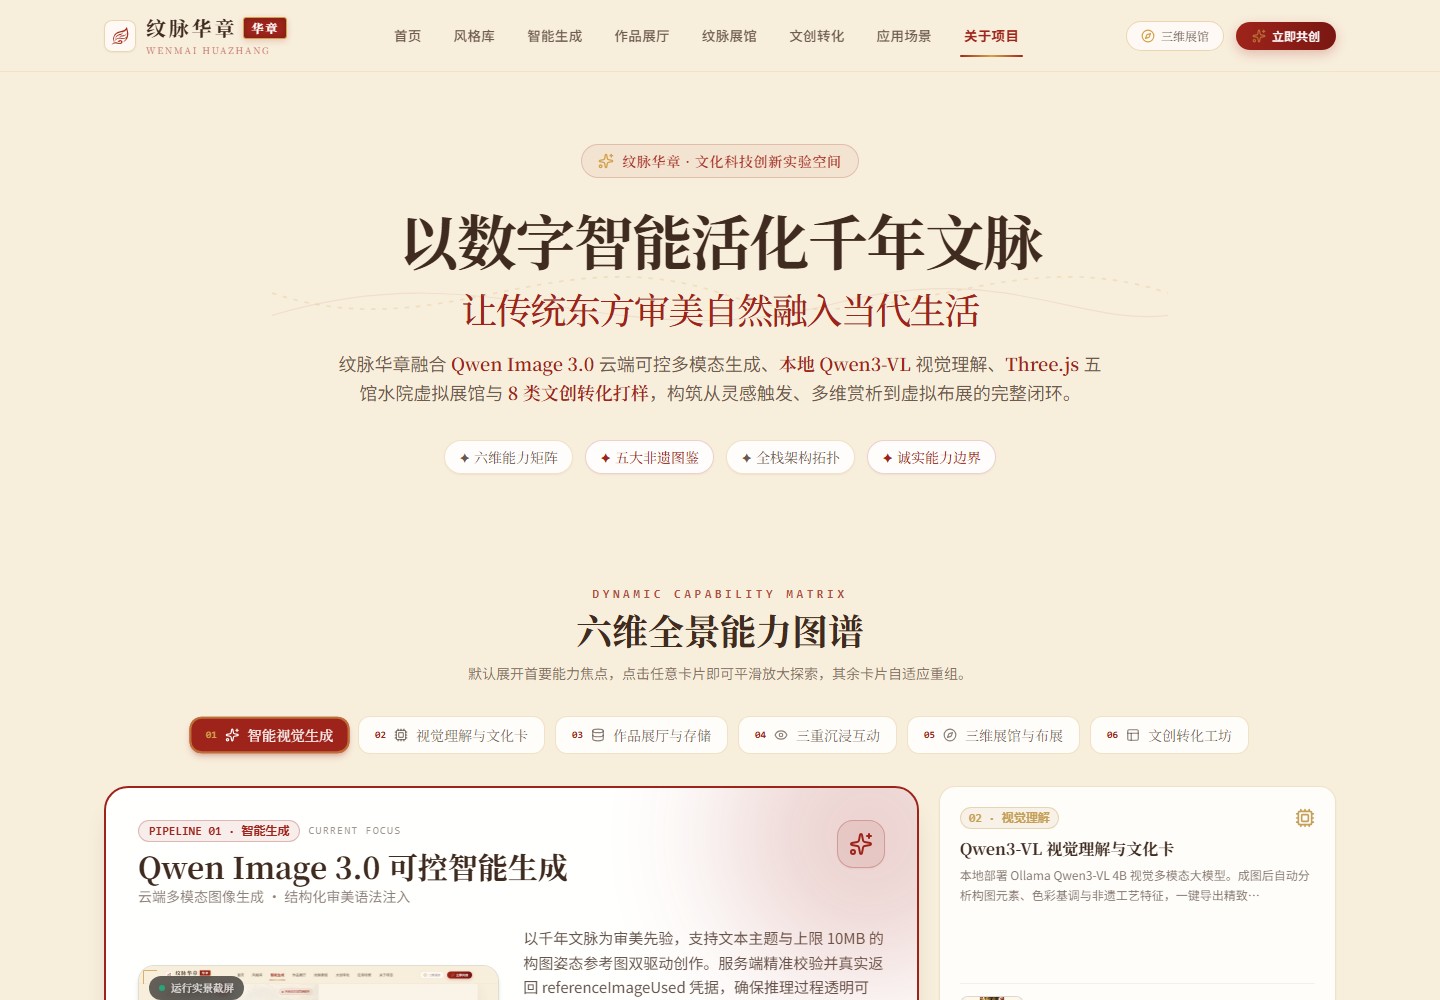 纹脉华章 华章
WENMAI HUAZHANG
首页 风格库 智能生成 作品展厅 纹脉展馆 文创转化 应用场景 关于项目
三维展馆 立即共创
纹脉华章 · 文化科技创新实验空间
以数字智能活化千年文脉
让传统东方审美自然融入当代生活
纹脉华章融合 Qwen Image 3.0 云端可控多模态生成、本地 Qwen3-VL 视觉理解、Three.js 五
馆水院虚拟展馆与 8 类文创转化打样，构筑从灵感触发、多维赏析到虚拟布展的完整闭环。
✦ 六维能力矩阵 ✦ 五大非遗图鉴 ✦ 全栈架构拓扑 ✦ 诚实能力边界
DYNAMIC CAPABILITY MATRIX
六维全景能力图谱
默认展开首要能力焦点，点击任意卡片即可平滑放大探索，其余卡片自适应重组。
01 智能视觉生成 02 视觉理解与文化卡 03 作品展厅与存储 04 三重沉浸互动 05 三维展馆与布展 06 文创转化工坊
PIPELINE 01 · 智能生成 CURRENT FOCUS
Qwen Image 3.0 可控智能生成
云端多模态图像生成 · 结构化审美语法注入
以千年文脉为审美先验，支持文本主题与上限 10MB 的
构图姿态参考图双驱动创作。服务端精准校验并真实返
回 referenceImageUsed 凭据，确保推理过程透明可
运行实景截屏
02 · 视觉理解
Qwen3-VL 视觉理解与文化卡
本地部署 Ollama Qwen3-VL 4B 视觉多模态大模型。成图后自动分
析构图元素、色彩基调与非遗工艺特征，一键导出精致…